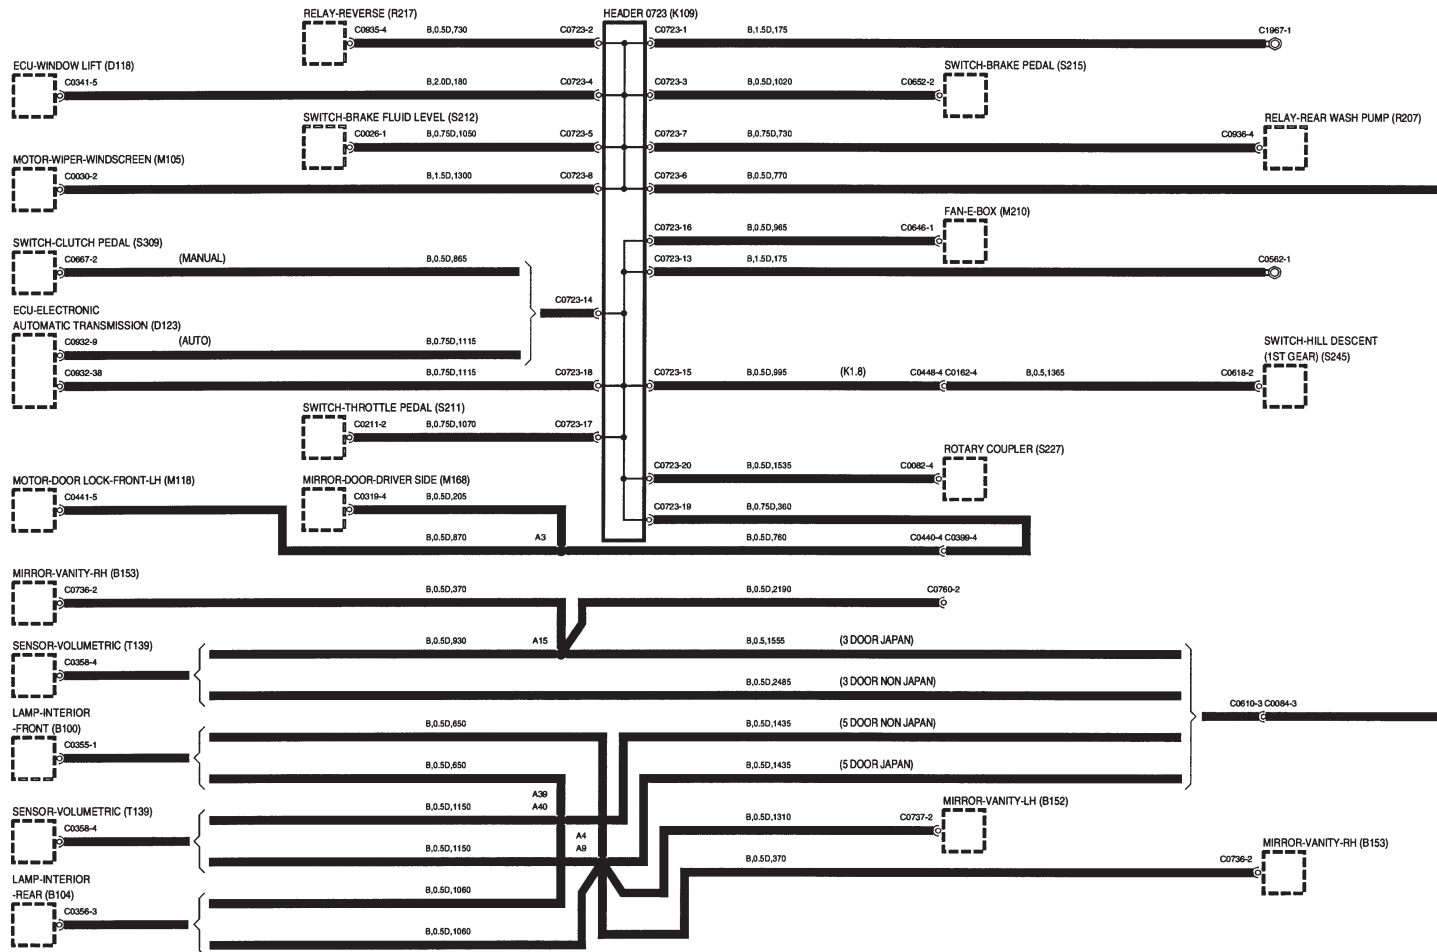 RELAY-REVERSE (R217)
HEADER 0723 (K109)
C0935-4
B,0.5D,730
C0723-2
C0723-1
B,1.5D,175
C1967-1
ECU-WINDOW LIFT (D118)
SWITCH-BRAKE PEDAL (S215)
C0341-5
B,2.0D,180
C0723-4
C0723-3
B,0.5D,1020
C0652-2
SWITCH-BRAKE FLUID LEVEL (S212)
RELAY-REAR WASH PUMP (R207)
C0026-1
B,0.75D,1050
C0723-5
C0723-7
B,0.75D,730
C0936-4
MOTOR-WIPER-WINDSCREEN (M105)
C0030-2
B,1.5D,1300
C0723-8
C0723-6
B,0.5D,770
FAN-E-BOX (M210)
C0723-16
B,0.5D,965
C0646-1
SWITCH-CLUTCH PEDAL (S309)
C0667-2
(MANUAL)
B,0.5D,865
C0723-13
B,1.5D,175
C0562-1
C0723-14
ECU-ELECTRONIC
AUTOMATIC TRANSMISSION (D123)
C0932-9
(AUTO)
B,0.75D,1115
SWITCH-HILL DESCENT
(1ST GEAR) (S245)
C0932-38
B,0.75D,1115
C0723-18
C0723-15
B,0.5D,995
(K1.8)
C0448-4 C0162-4
B,0.5,1365
C0618-2
SWITCH-THROTTLE PEDAL (S211)
C0211-2
B,0.75D,1070
C0723-17
ROTARY COUPLER (S227)
C0723-20
B,0.5D,1535
C0082-4
MOTOR-DOOR LOCK-FRONT-LH (M118)
MIRROR-DOOR-DRIVER SIDE (M168)
C0441-5
C0319-4
B,0.5D,205
C0723-19
B,0.75D,360
B,0.5D,870
A3
B,0.5D,760
C0440-4 C0399-4
MIRROR-VANITY-RH (B153)
C0736-2
B,0.5D,370
B,0.5D,2190
C0760-2
SENSOR-VOLUMETRIC (T139)
B,0.5D,930
A15
B,0.5,1555
(3 DOOR JAPAN)
C0358-4
B,0.5D,2485
(3 DOOR NON JAPAN)
C0610-3 C0084-3
LAMP-INTERIOR
-FRONT (B100)
B,0.5D,650
B,0.5D,1435
(5 DOOR NON JAPAN)
C0355-1
B,0.5D,650
B,0.5D,1435
(5 DOOR JAPAN)
A39
A40
SENSOR-VOLUMETRIC (T139)
B,0.5D,1150
MIRROR-VANITY-LH (B152)
C0358-4
B,0.5D,1310
C0737-2
A4
A9
B,0.5D,1150
MIRROR-VANITY-RH (B153)
B,0.5D,370
C0736-2
LAMP-INTERIOR
-REAR (B104)
B,0.5D,1060
C0356-3
B,0.5D,1060